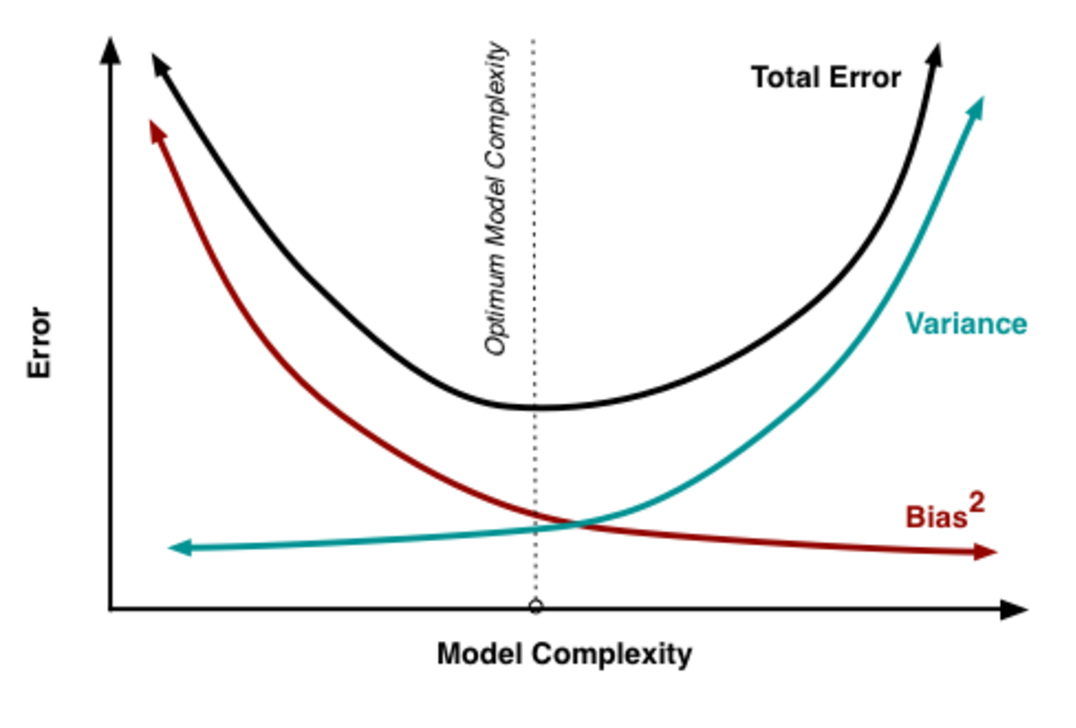 Optimum Model Complexity
Total Error
Variance
Bias²
Error
Model Complexity